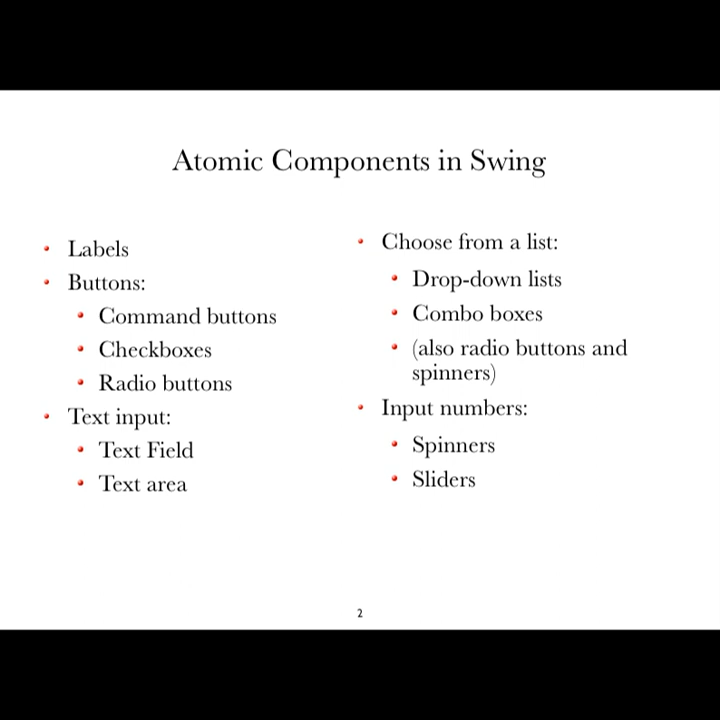 Atomic Components in Swing
Labels
Buttons:
Command buttons
Checkboxes
Radio buttons
Text input:
Text Field
Text area
Choose from a list:
Drop-down lists
Combo boxes
(also radio buttons and
spinners)
Input numbers:
Spinners
Sliders
2